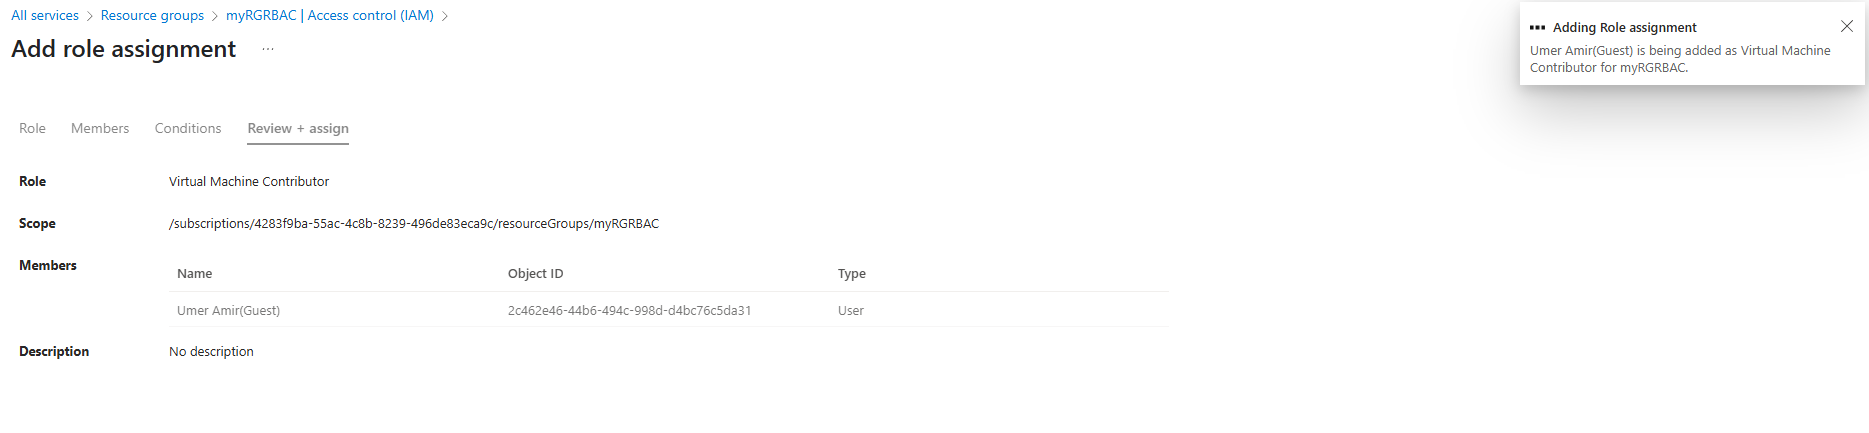 All services > Resource groups > myRGRBAC | Access control (IAM) >
Add role assignment ...
Adding Role assignment
Umer Amir(Guest) is being added as Virtual Machine
Contributor for myRGRBAC.
Role Members Conditions Review + assign
Role Virtual Machine Contributor
Scope /subscriptions/4283f9ba-55ac-4c8b-8239-496de83eca9c/resourceGroups/myRGRBAC
Members
Name Object ID Type
Umer Amir(Guest) 2c462e46-44b6-494c-998d-d4bc76c5da31 User
Description No description